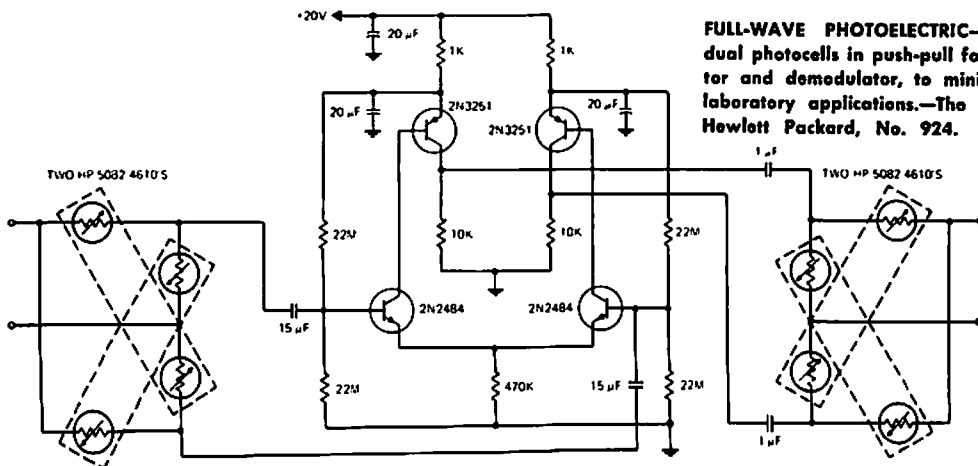 +20V
20 µF
1K
1K
FULL-WAVE PHOTOELECTRIC—
dual photocells in push-pull fo
tor and demodulator, to mini
laboratory applications.—The
Hewlett Packard, No. 924.
20 µF
2N3251
2N3251
20 µF
1 µF
TWO HP 5082 4610'S
TWO HP 5082 4610'S
22M
10K
10K
22M
15 µF
2N2484
2N2484
22M
470K
15 µF
22M
1 µF